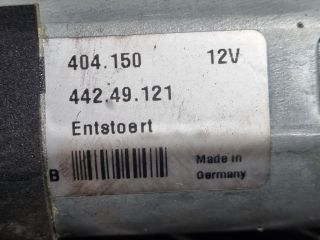 404.150 12V
442.49.121
Entstoert
B
Made in
Germany